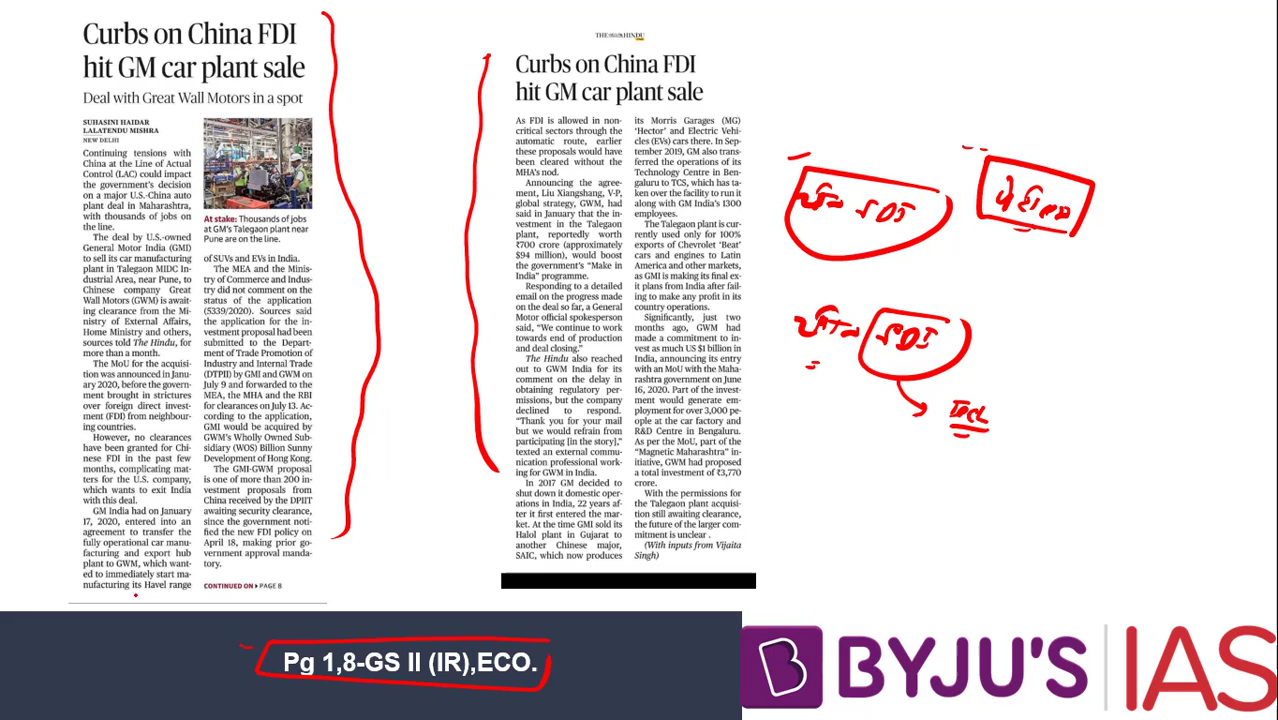 Curbs on China FDI
hit GM car plant sale
Deal with Great Wall Motors in a spot
SUHASINI HAIDAR
LALATENDU MISHRA
NEW DELHI
Continuing tensions with
China at the Line of Actual
Control (LAC) could impact
the government's decision
on a major U.S.-China auto
plant deal in Maharashtra,
with thousands of jobs on
the line.
The deal by U.S.-owned
General Motor India (GMI)
to sell its car manufacturing
plant in Talegaon MIDC In-
dustrial Area, near Pune, to
Chinese company Great
Wall Motors (GWM) is await-
ing clearance from the Mi-
nistry of External Affairs,
Home Ministry and others,
sources told The Hindu, for
more than a month.
The MoU for the acquisi-
tion was announced in Janu-
ary 2020, before the govern-
ment brought in strictures
over foreign direct invest-
ment (FDI) from neighbour-
ing countries.
However, no clearances
have been granted for Chi-
nese FDI in the past few
months, complicating mat-
ters for the U.S. company,
which wants to exit India
with this deal.
GM India had on January
17, 2020, entered into an
agreement to transfer the
fully operational car manu-
facturing and export hub
plant to GWM, which want-
ed to immediately start ma-
nufacturing its Havel range
At stake: Thousands of jobs
at GM's Talegaon plant near
Pune are on the line.
of SUVs and EVs in India.
The MEA and the Minis-
try of Commerce and Indus-
try did not comment on the
status of the application
(5339/2020). Sources said
the application for the in-
vestment proposal had been
submitted to the Depart-
ment of Trade Promotion of
Industry and Internal Trade
(DTPII) by GMI and GWM on
July 9 and forwarded to the
MEA, the MHA and the RBI
for clearances on July 13. Ac-
cording to the application,
GMI would be acquired by
GWM's Wholly Owned Sub-
sidiary (WOS) Billion Sunny
Development of Hong Kong.
The GMI-GWM proposal
is one of more than 200 in-
vestment proposals from
China received by the DPIIT
awaiting security clearance,
since the government noti-
fied the new FDI policy on
April 18, making prior go-
vernment approval manda-
tory.
CONTINUED ON ▸ PAGE 8
THE HINDU
Curbs on China FDI
hit GM car plant sale
As FDI is allowed in non-
critical sectors through the
automatic route, earlier
these proposals would have
been cleared without the
MHA's nod.
Announcing the agree-
ment, Liu Xiangshang, V-P,
global strategy, GWM, had
said in January that the in-
vestment in the Talegaon
plant, reportedly worth
₹700 crore (approximately
$94 million), would boost
the government's "Make in
India" programme.
Responding to a detailed
email on the progress made
on the deal so far, a General
Motor official spokesperson
said, "We continue to work
towards end of production
and deal closing."
The Hindu also reached
out to GWM India for its
comment on the delay in
obtaining regulatory per-
missions, but the company
declined to respond.
"Thank you for your mail
but we would refrain from
participating [in the story],"
texted an external commu-
nication professional work-
ing for GWM in India.
In 2017 GM decided to
shut down it domestic oper-
ations in India, 22 years af-
ter it first entered the mar-
ket. At the time GMI sold its
Halol plant in Gujarat to
another Chinese major,
SAIC, which now produces
its Morris Garages (MG)
'Hector' and Electric Vehi-
cles (EVs) cars there. In Sep-
tember 2019, GM also trans-
ferred the operations of its
Technology Centre in Ben-
galuru to TCS, which has ta-
ken over the facility to run it
along with GM India's 1300
employees.
The Talegaon plant is cur-
rently used only for 100%
exports of Chevrolet 'Beat'
cars and engines to Latin
America and other markets,
as GMI is making its final ex-
it plans from India after fail-
ing to make any profit in its
country operations.
Significantly, just two
months ago, GWM had
made a commitment to in-
vest as much US $1 billion in
India, announcing its entry
with an MoU with the Maha-
rashtra government on June
16, 2020. Part of the invest-
ment would generate em-
ployment for over 3,000 peo-
ple at the car factory and
R&D Centre in Bengaluru.
As per the MoU, part of the
"Magnetic Maharashtra" in-
itiative, GWM had proposed
a total investment of ₹3,770
crore.
With the permissions for
the Talegaon plant acquisi-
tion still awaiting clearance,
the future of the larger com-
mitment is unclear .
(With inputs from Vijaita
Singh)
FDI
FDI
Tech
Pg 1,8-GS II (IR),ECO.
BYJU'S IAS